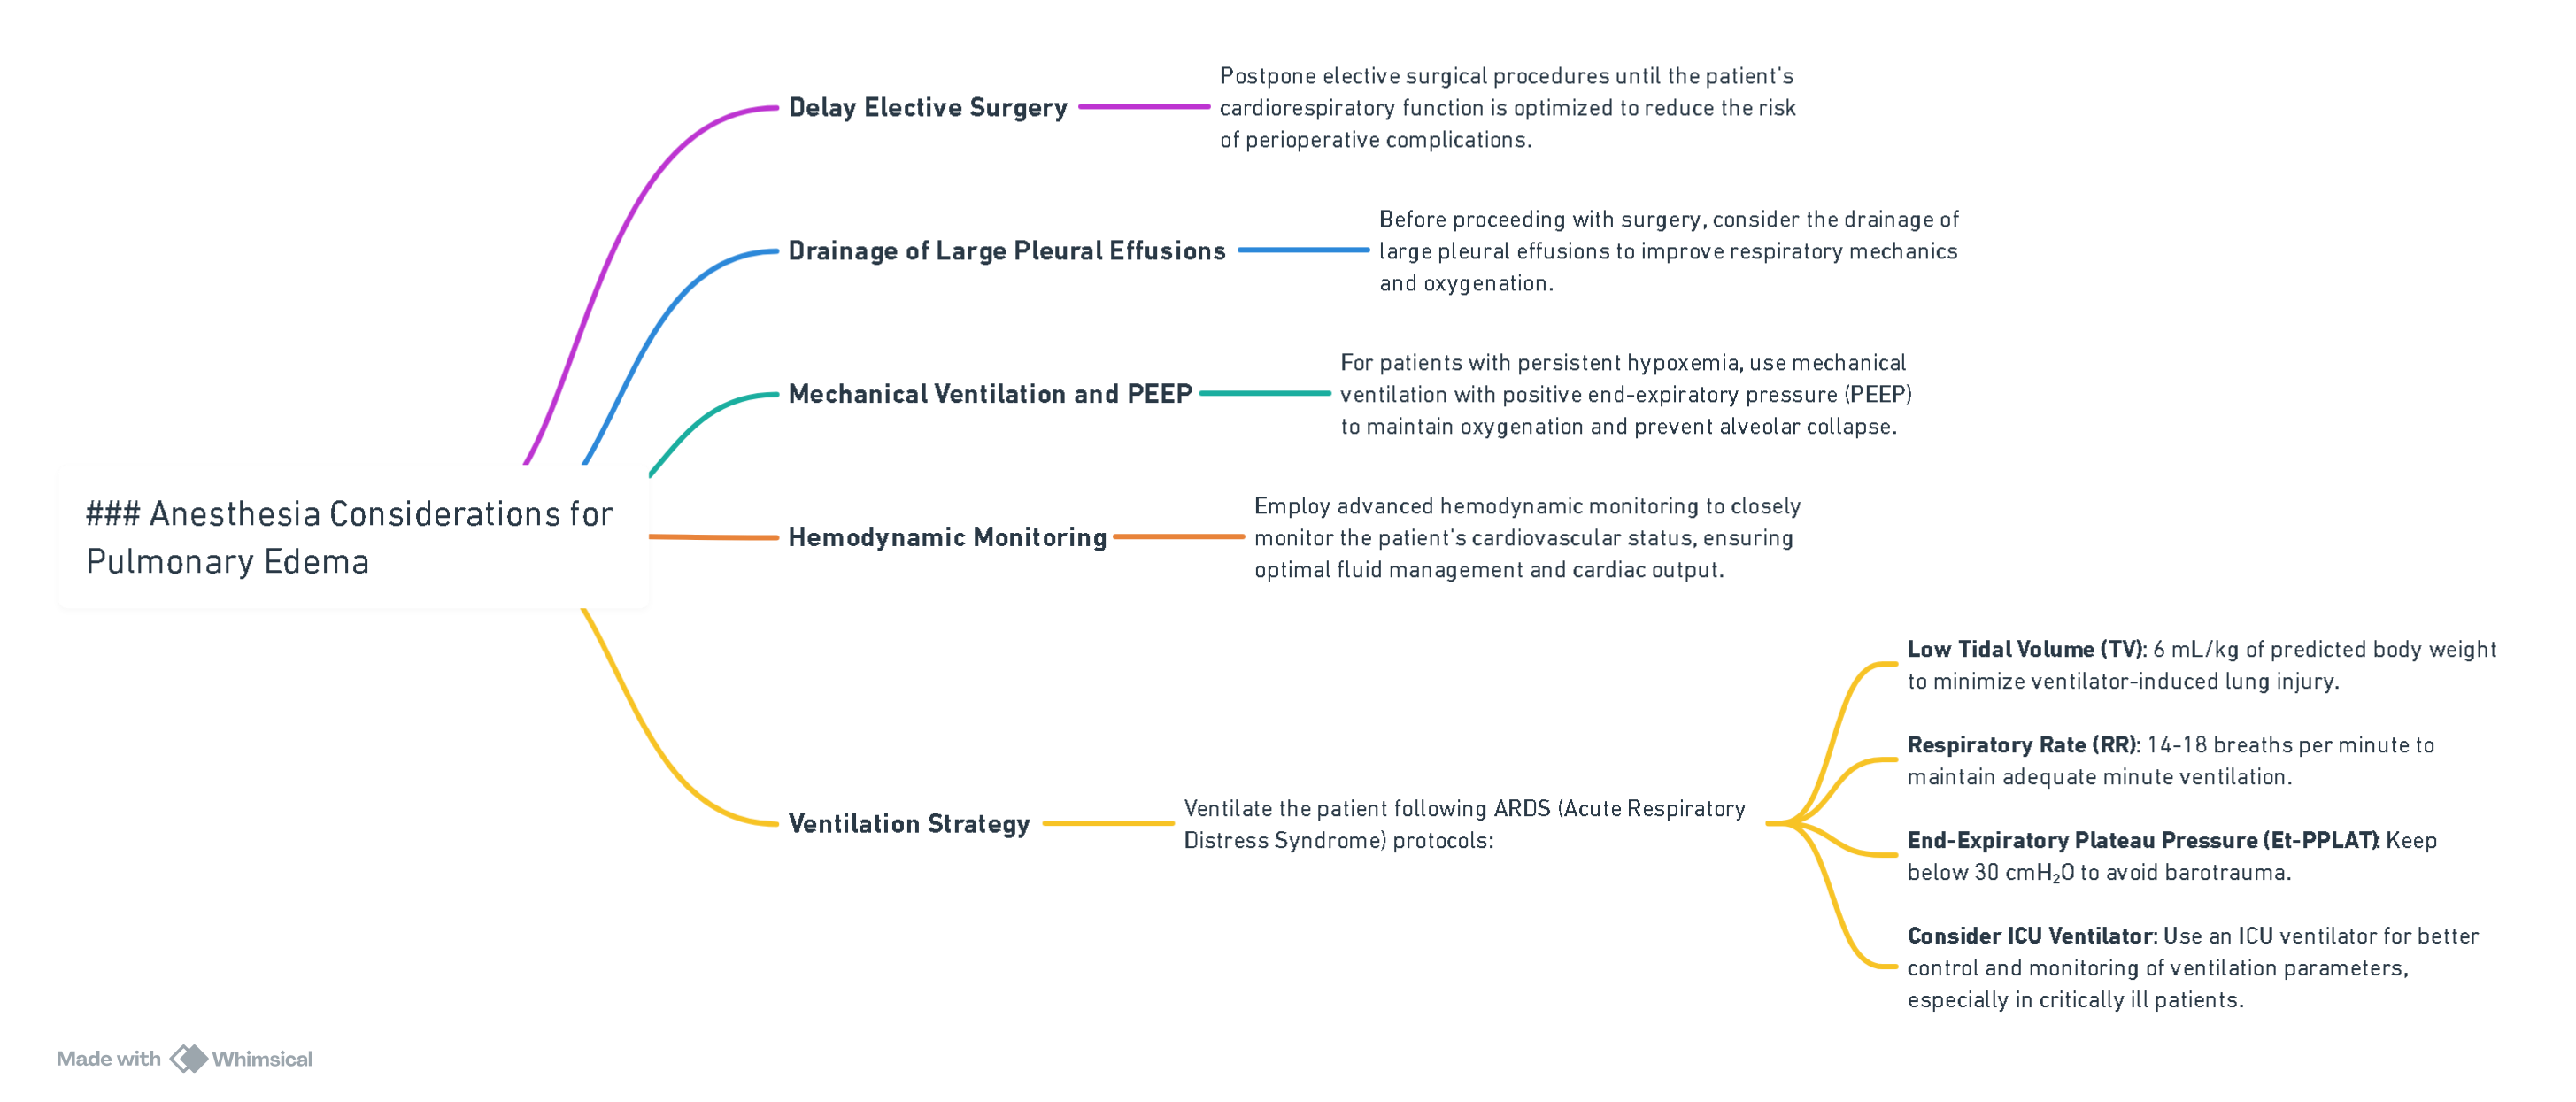 Postpone elective surgical procedures until the patient's
Delay Elective Surgery
cardiorespiratory function is optimized to reduce the risk
of perioperative complications.
Before proceeding with surgery, consider the drainage of
Drainage of Large Pleural Effusions
large pleural effusions to improve respiratory mechanics
and oxygenation.
For patients with persistent hypoxemia, use mechanical
Mechanical Ventilation and PEEP
ventilation with positive end-expiratory pressure (PEEP)
to maintain oxygenation and prevent alveolar collapse.
### Anesthesia Considerations for
Pulmonary Edema
Employ advanced hemodynamic monitoring to closely
Hemodynamic Monitoring
monitor the patient's cardiovascular status, ensuring
optimal fluid management and cardiac output.
Ventilation Strategy
Ventilate the patient following ARDS (Acute Respiratory
Distress Syndrome) protocols:
Low Tidal Volume (TV): 6 mL/kg of predicted body weight
to minimize ventilator-induced lung injury.
Respiratory Rate (RR): 14-18 breaths per minute to
maintain adequate minute ventilation.
End-Expiratory Plateau Pressure (Et-PPLAT): Keep
below 30 cmH₂O to avoid barotrauma.
Consider ICU Ventilator: Use an ICU ventilator for better
control and monitoring of ventilation parameters,
especially in critically ill patients.
Made with Whimsical